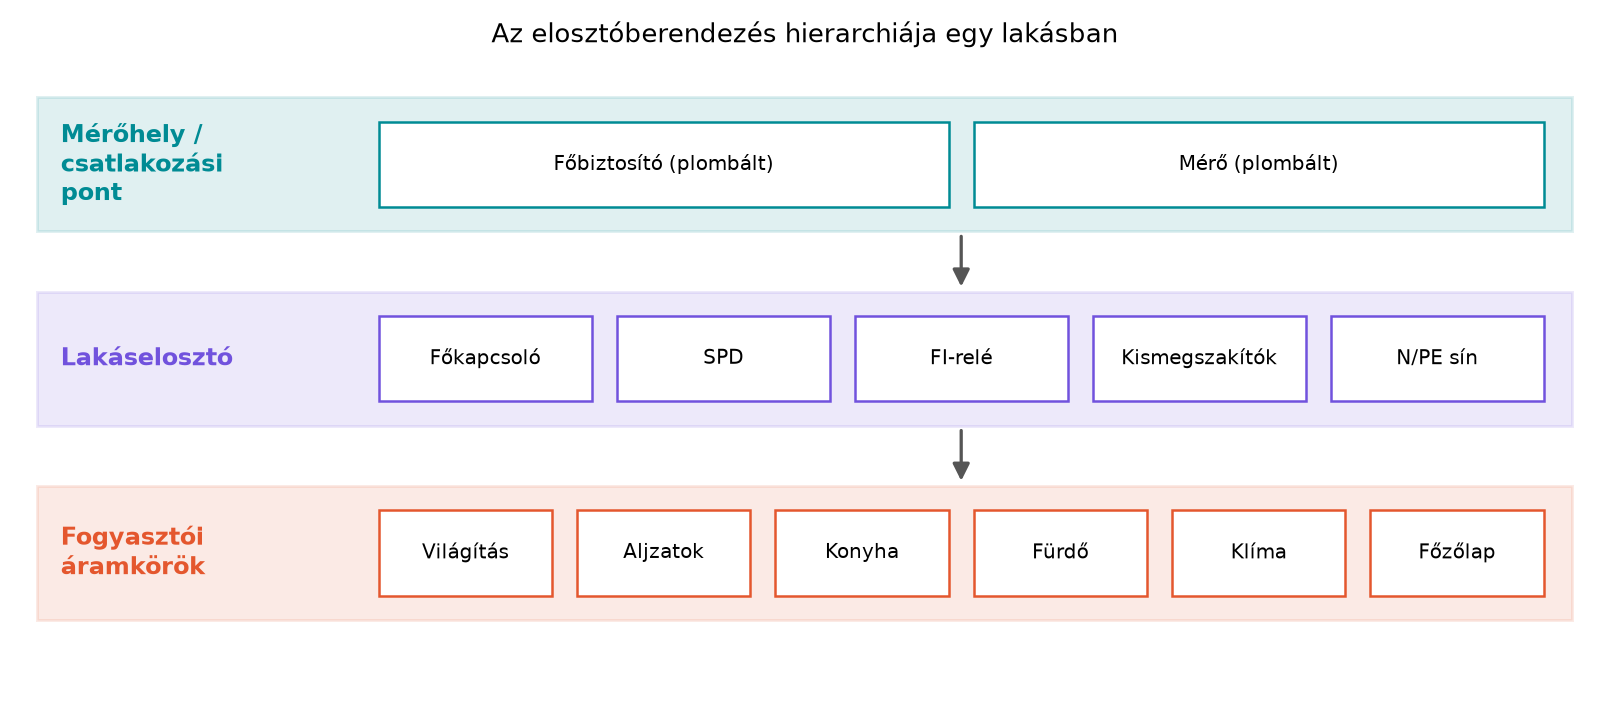 Az elosztóberendezés hierarchiája egy lakásban
Mérőhely /
csatlakozási
pont
Főbiztosító (plombált)
Mérő (plombált)
Lakáselosztó
Főkapcsoló
SPD
FI-relé
Kismegszakítók
N/PE sín
Fogyasztói
áramkörök
Világítás
Aljzatok
Konyha
Fürdő
Klíma
Főzőlap